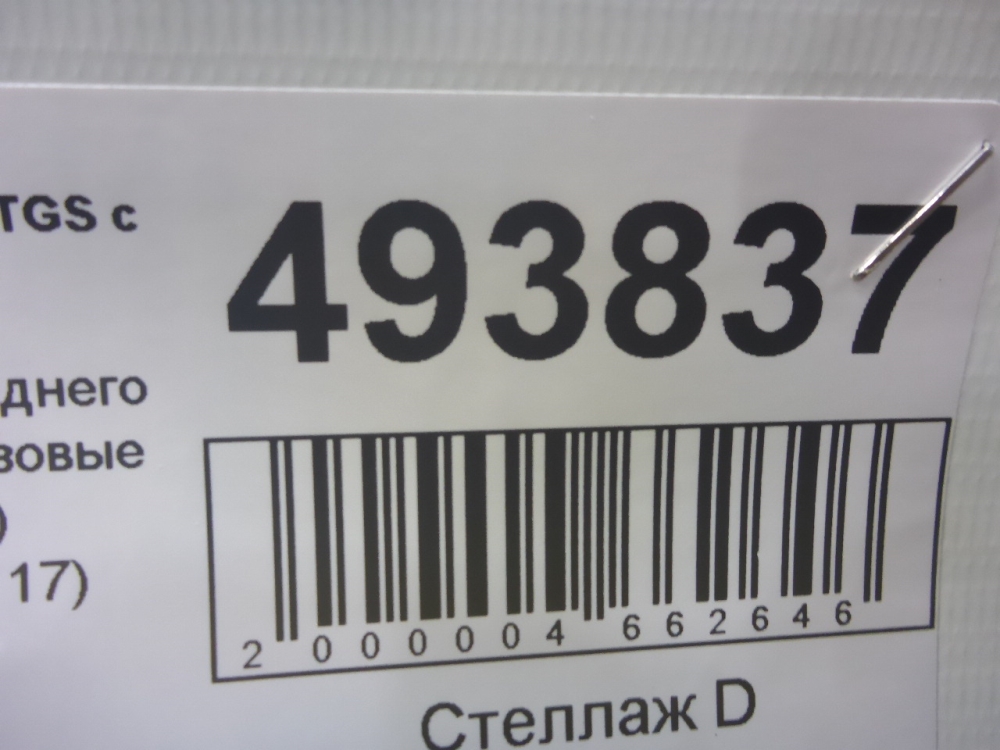 TGS с
493837
днего
зовые
)
17)
2 000004 662646
Стеллаж D